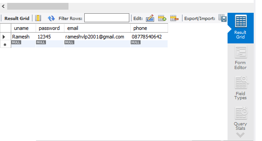 Result Grid
Filter Rows:
Edit:
Export/Import:
uname password email phone
Ramesh 12345 rameshvlp2001@gmail.com 08778540642
NULL NULL NULL NULL
Result
Grid
Form
Editor
Field
Types
Query
Stats